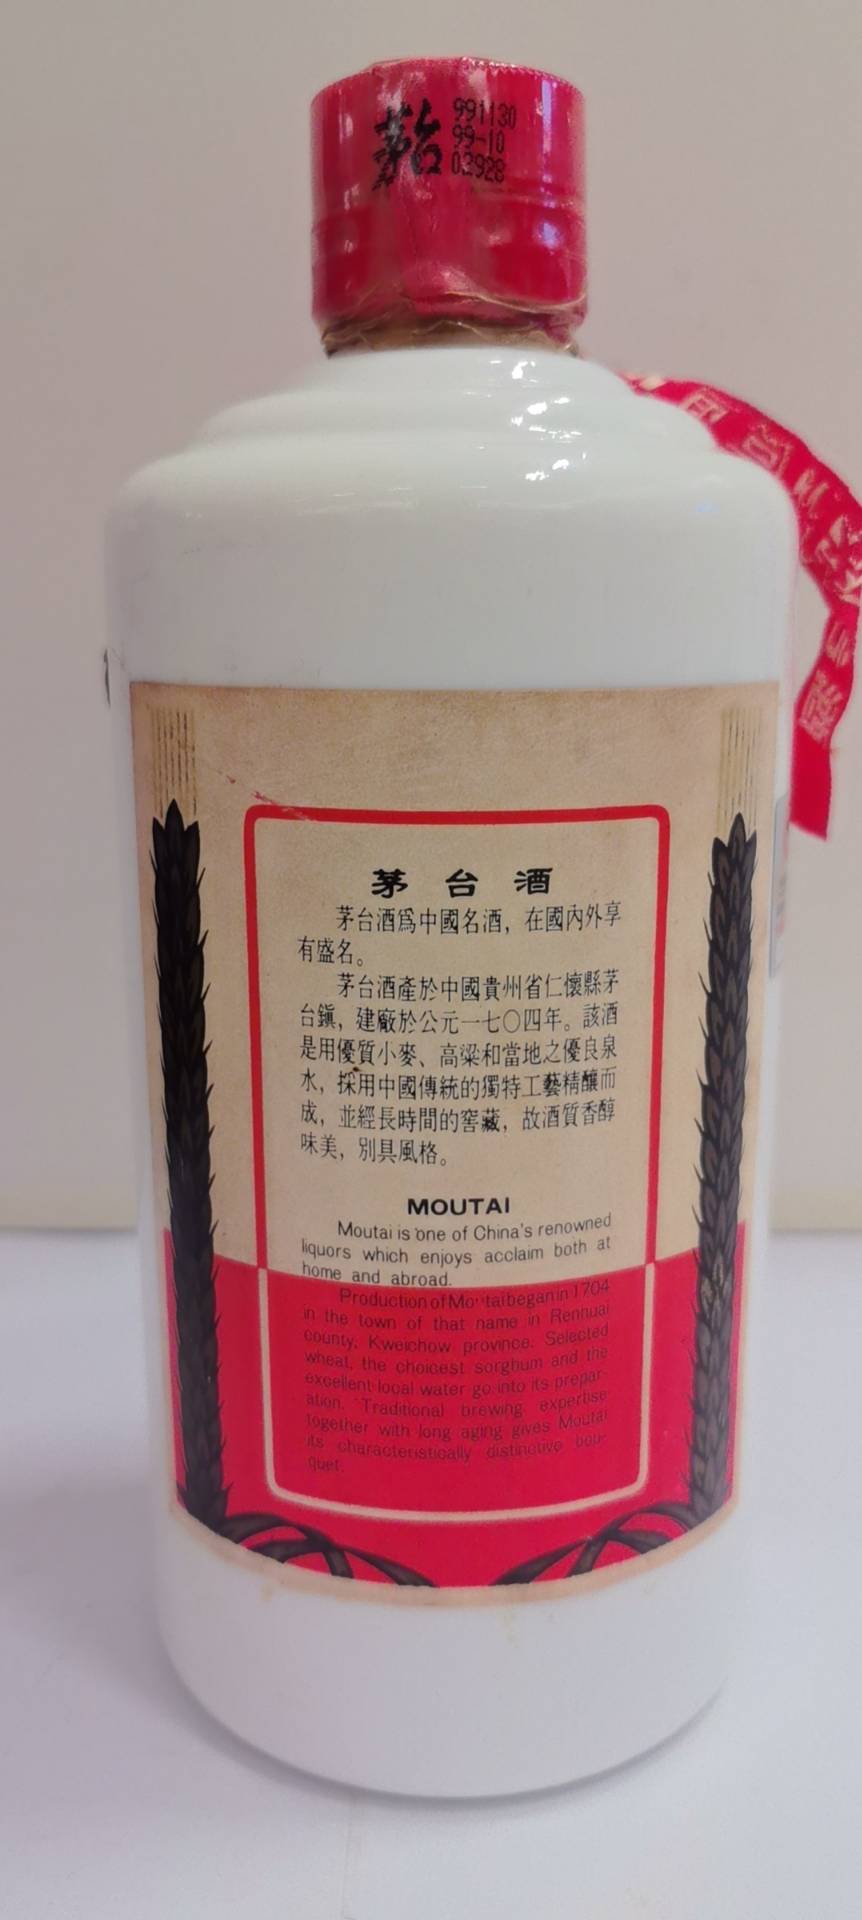 茅台
991130
99-10
02928
茅台酒
茅台酒爲中國名酒，在國內外享
有盛名。
茅台酒產於中國貴州省仁懷縣茅
台鎮，建廠於公元一七〇四年。該酒
是用優質小麥、高粱和當地之優良泉
水，採用中國傳統的獨特工藝精釀而
成，並經長時間的窖藏，故酒質香醇
味美，別具風格。
MOUTAI
Moutai is one of China's renowned
liquors which enjoys acclaim both at
home and abroad.
Production of Moutai began in 1704
in the town of that name in Renhuai
county, Kweichow province. Selected
wheat, the choicest sorghum and the
excellent local water go into its prepar-
ation. Traditional brewing expertise
together with long aging gives Moutai
its characteristically distinctive bou-
quet.